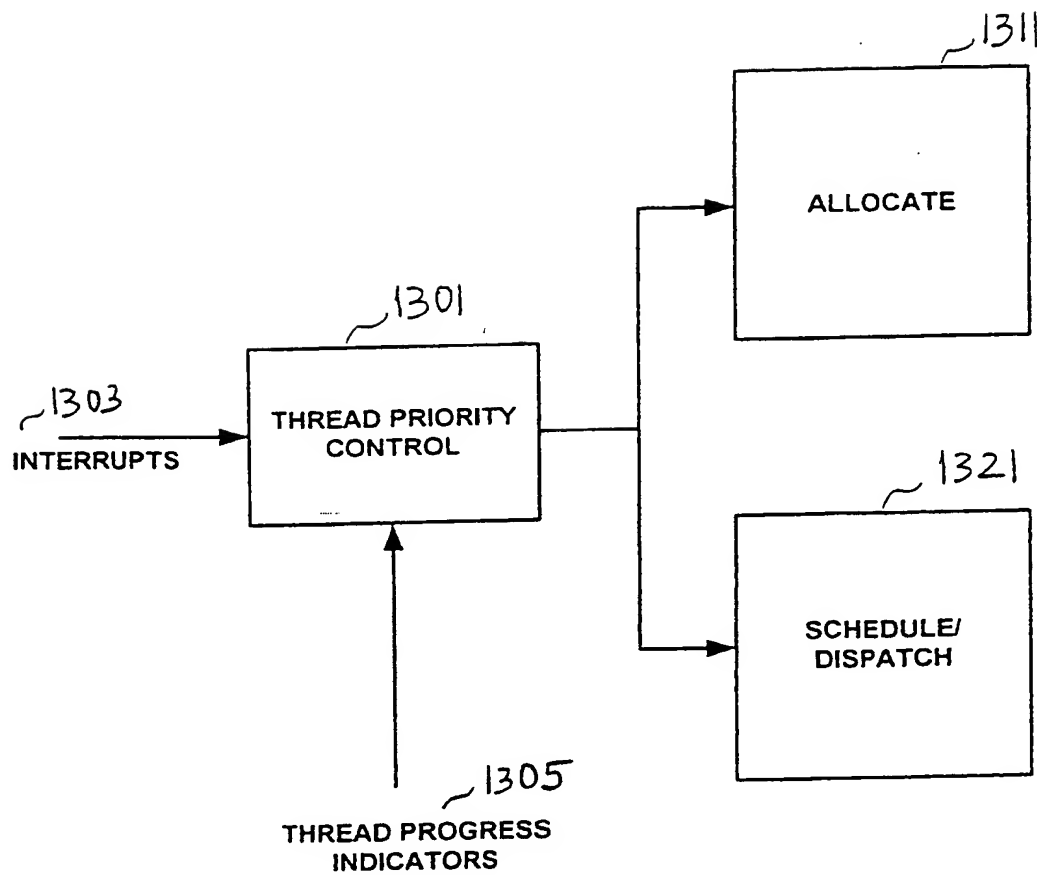 1311
ALLOCATE
1301
1303
THREAD PRIORITY
CONTROL
INTERRUPTS
1321
SCHEDULE/
DISPATCH
1305
THREAD PROGRESS
INDICATORS